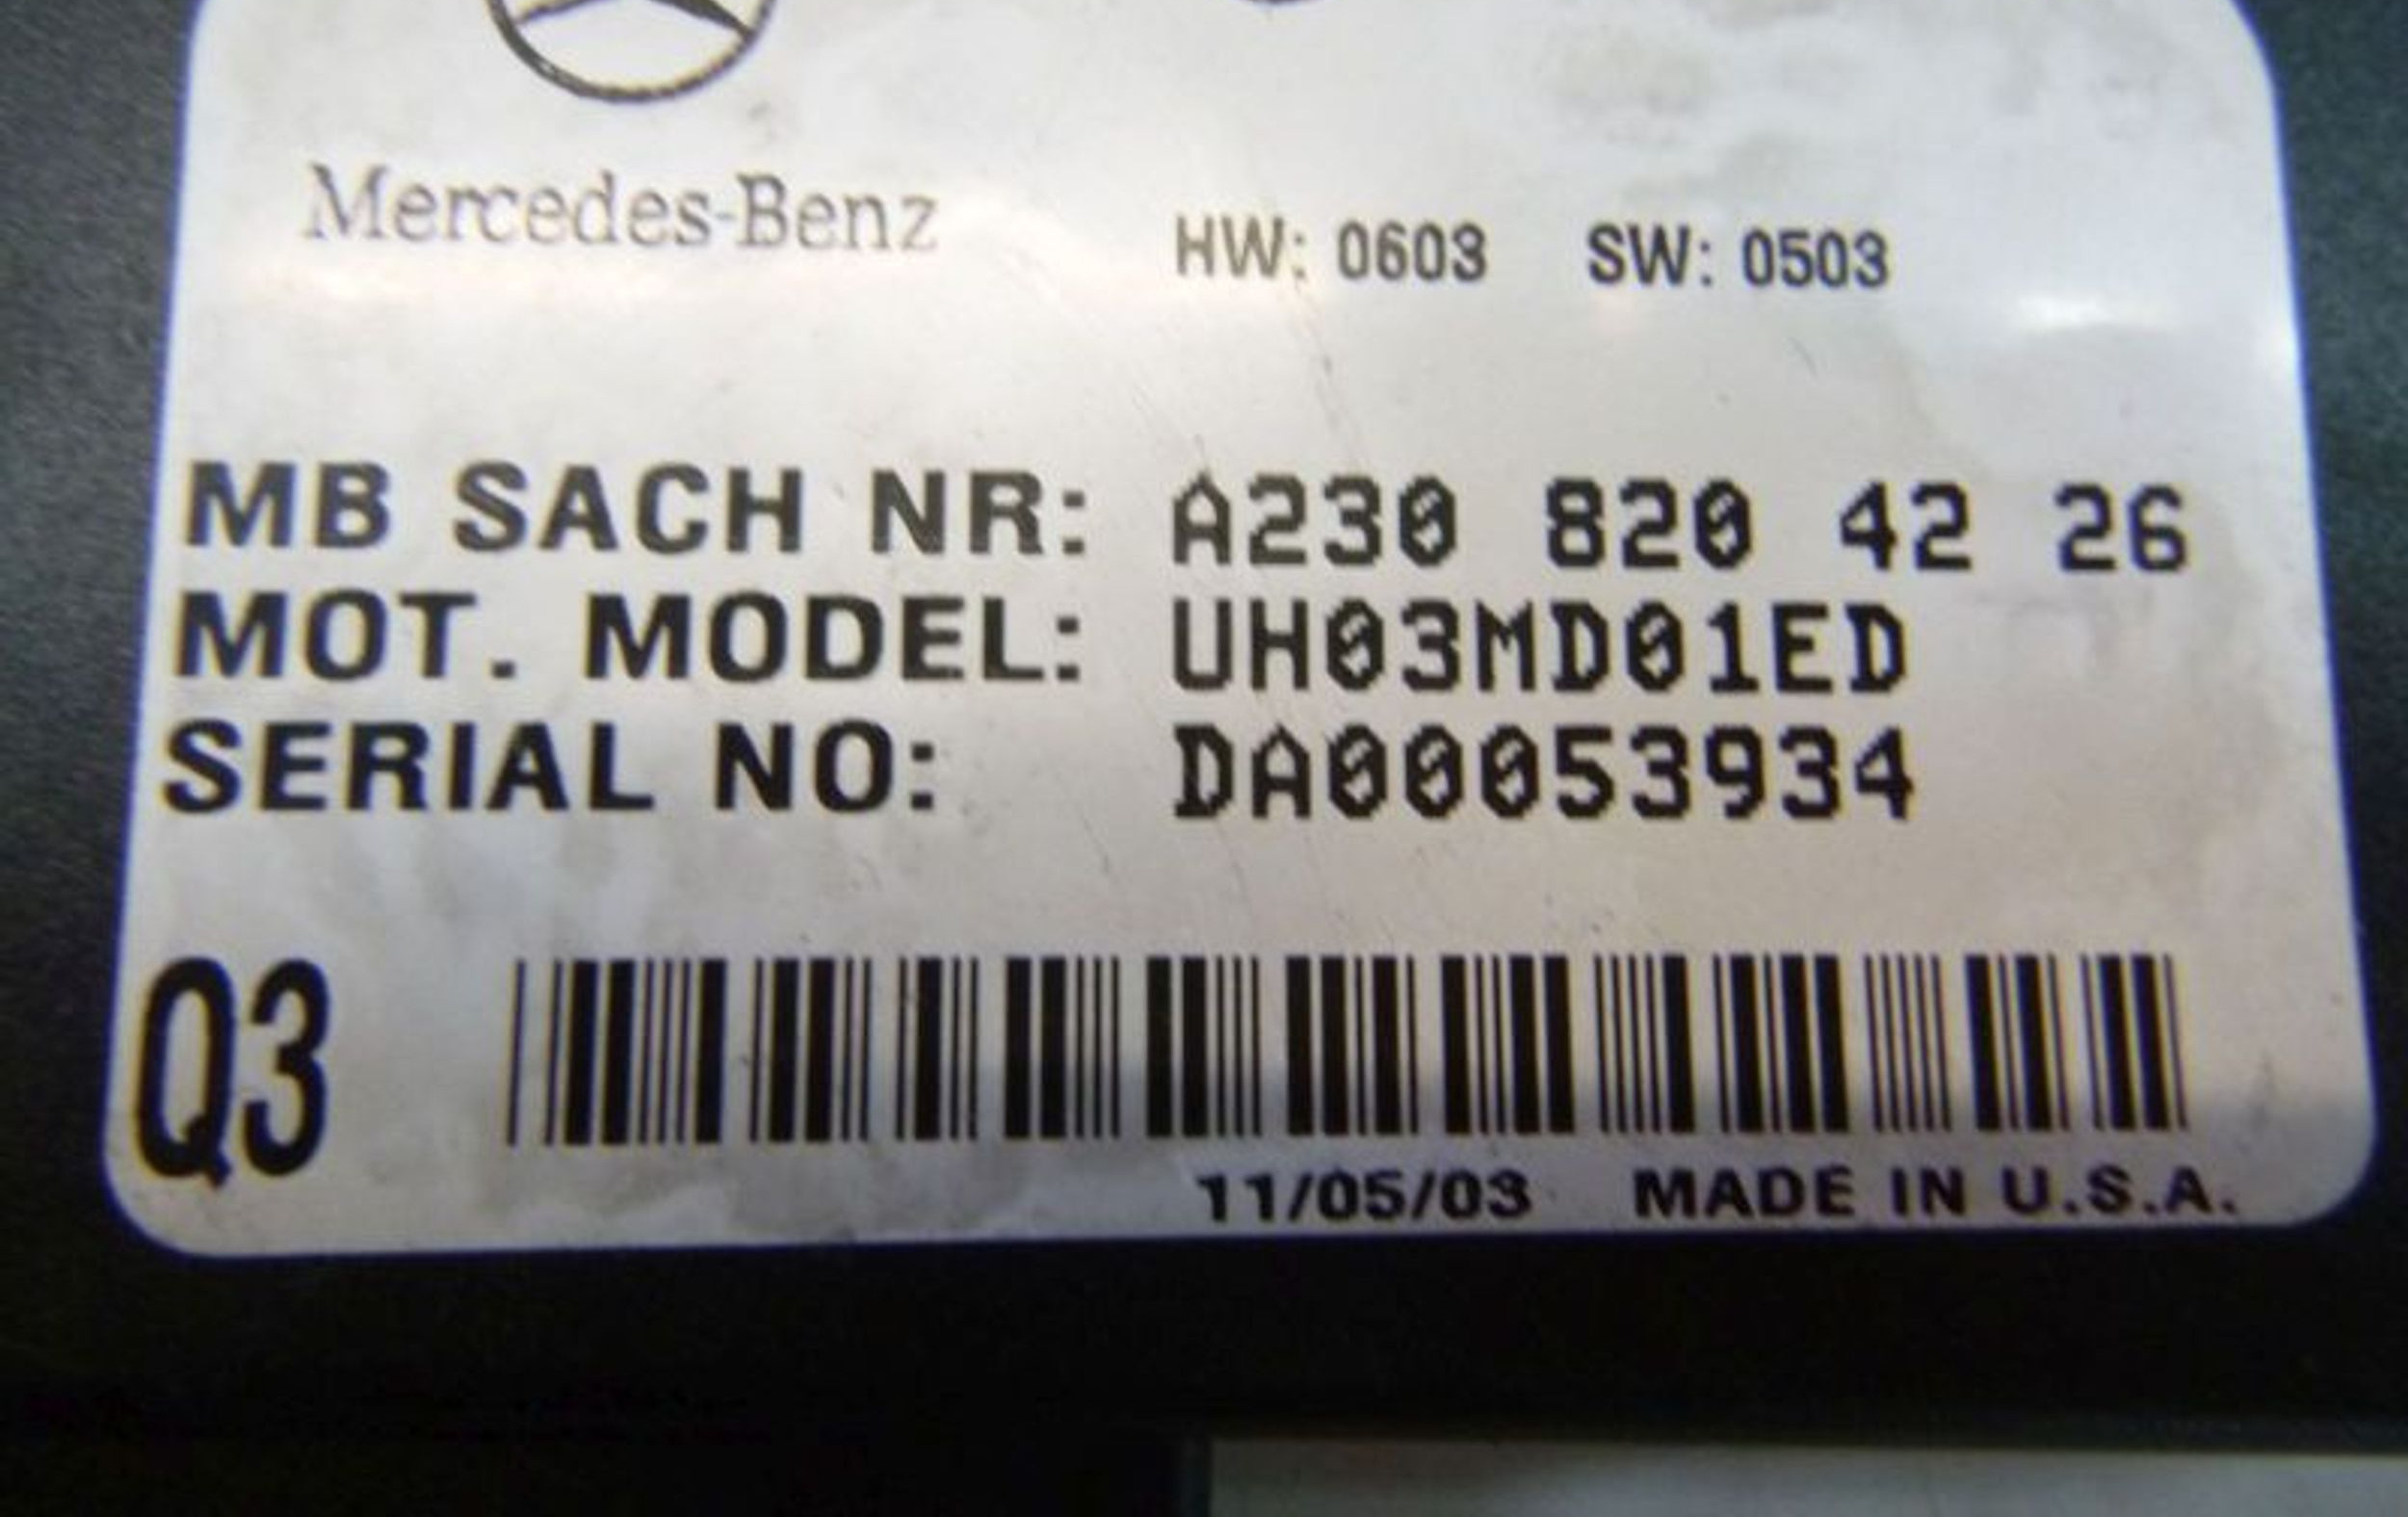 Mercedes-Benz HW: 0603 SW: 0503
MB SACH NR: A230 820 42 26
MOT. MODEL: UH03MD01ED
SERIAL NO: DA00053934
Q3
11/05/03 MADE IN U.S.A.